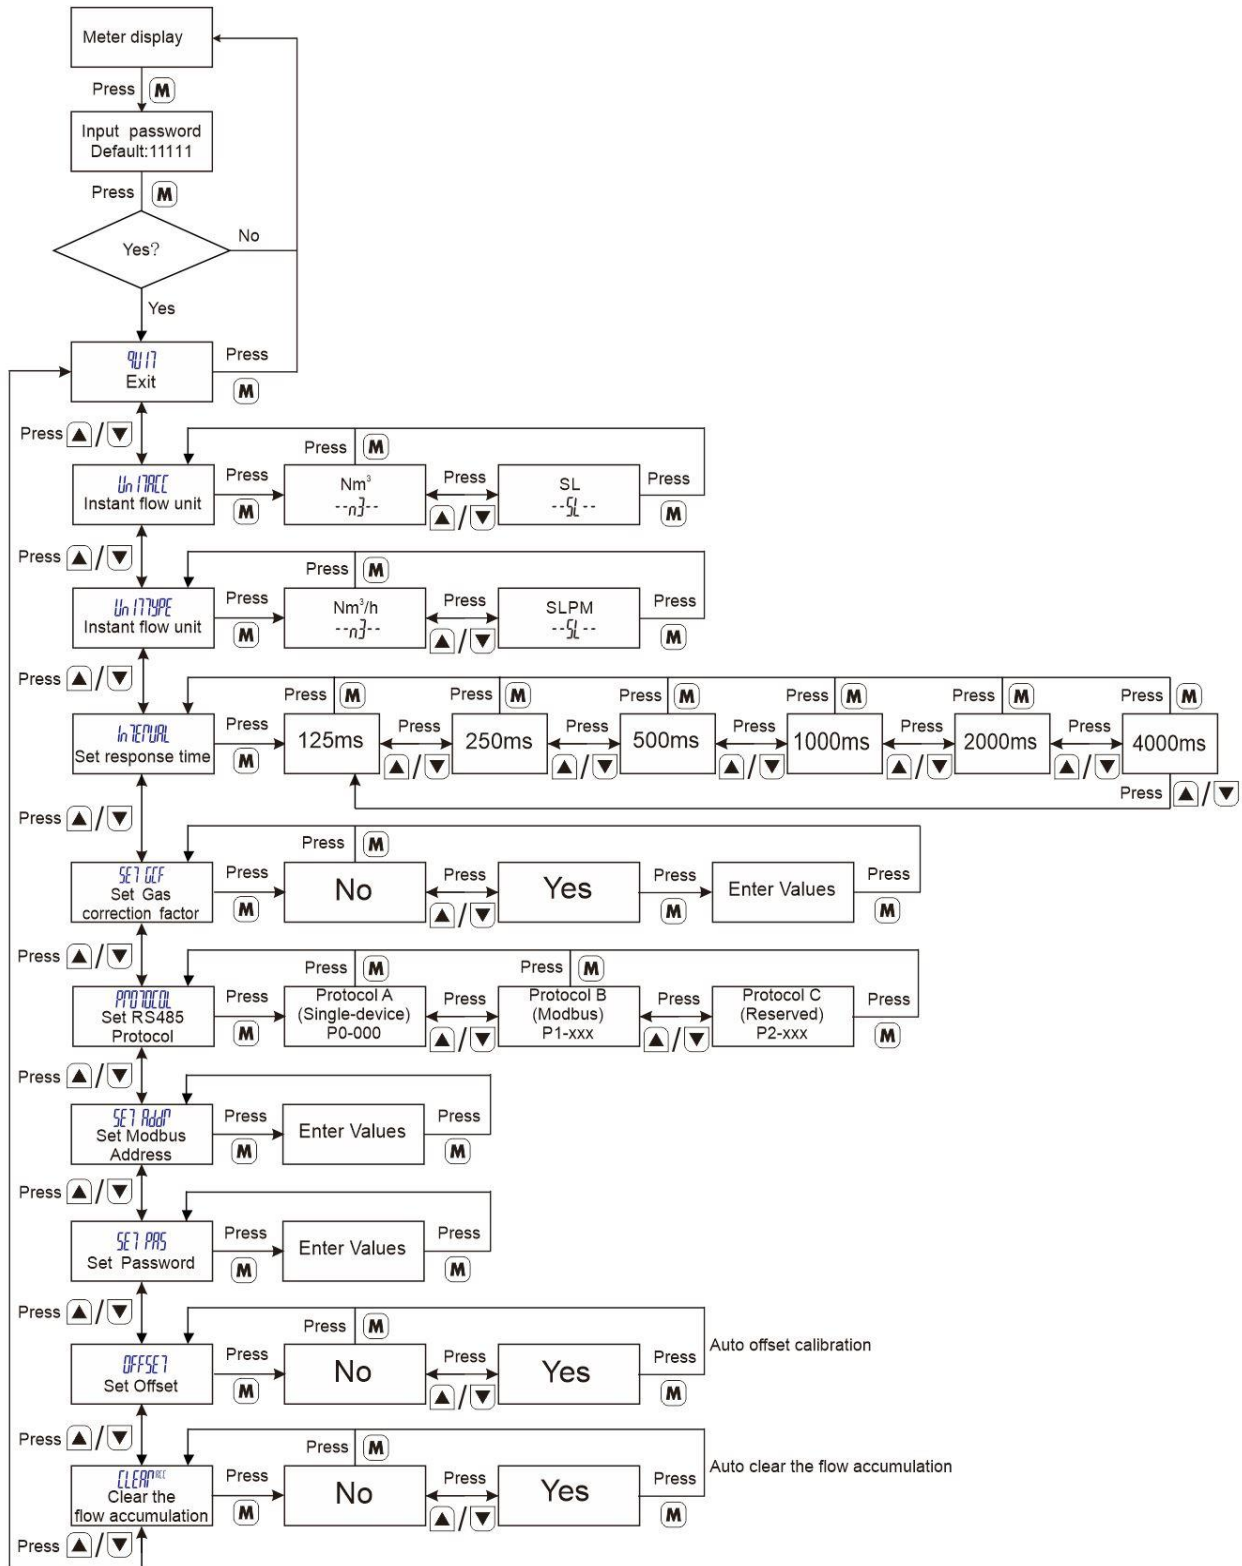 Meter display
Press M
Input password
Default:11111
Press M
Yes?
No
Yes
QUIT
Exit
Press
M
Press ▲/▼
Press M
UnITACC
Instant flow unit
Press
M
Nm³
--n3--
Press
▲/▼
SL
--SL--
Press
M
Press ▲/▼
Press M
UnITTYPE
Instant flow unit
Press
M
Nm³/h
--n3--
Press
▲/▼
SLPM
--SL--
Press
M
Press ▲/▼
Press M
Press M
Press M
Press M
Press M
Press M
InTERVAL
Set response time
Press
M
125ms
Press
▲/▼
250ms
Press
▲/▼
500ms
Press
▲/▼
1000ms
Press
▲/▼
2000ms
Press
▲/▼
4000ms
Press ▲/▼
Press ▲/▼
Press M
SET GCF
Set Gas
correction factor
Press
M
No
Press
▲/▼
Yes
Press
M
Enter Values
Press
M
Press ▲/▼
Press M
Press M
PROTOCOL
Set RS485
Protocol
Press
M
Protocol A
(Single-device)
P0-000
Press
▲/▼
Protocol B
(Modbus)
P1-xxx
Press
▲/▼
Protocol C
(Reserved)
P2-xxx
Press
M
Press ▲/▼
SET AddR
Set Modbus
Address
Press
M
Enter Values
Press
M
Press ▲/▼
SET PAS
Set Password
Press
M
Enter Values
Press
M
Press ▲/▼
Press M
OFFSET
Set Offset
Press
M
No
Press
▲/▼
Yes
Press
M
Auto offset calibration
Press ▲/▼
Press M
CLEAR ACC
Clear the
flow accumulation
Press
M
No
Press
▲/▼
Yes
Press
M
Auto clear the flow accumulation
Press ▲/▼